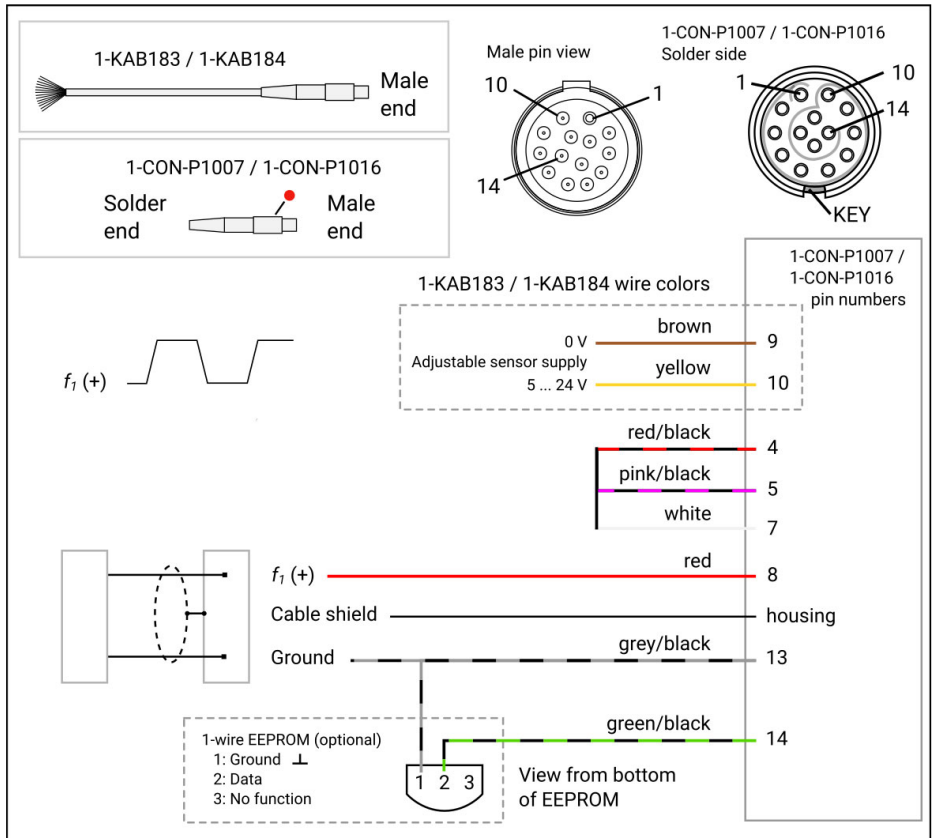 1-KAB183 / 1-KAB184
Male
end
1-CON-P1007 / 1-CON-P1016
Solder
end
Male
end
Male pin view
10
1
14
1-CON-P1007 / 1-CON-P1016
Solder side
1
10
14
KEY
1-CON-P1007 /
1-CON-P1016
pin numbers
1-KAB183 / 1-KAB184 wire colors
brown
0 V
9
Adjustable sensor supply
yellow
5 ... 24 V
10
f1 (+)
red/black
4
pink/black
5
white
7
red
f1 (+)
8
Cable shield
housing
grey/black
Ground
13
green/black
14
1-wire EEPROM (optional)
1: Ground ⊥
2: Data
3: No function
1 2 3
View from bottom
of EEPROM